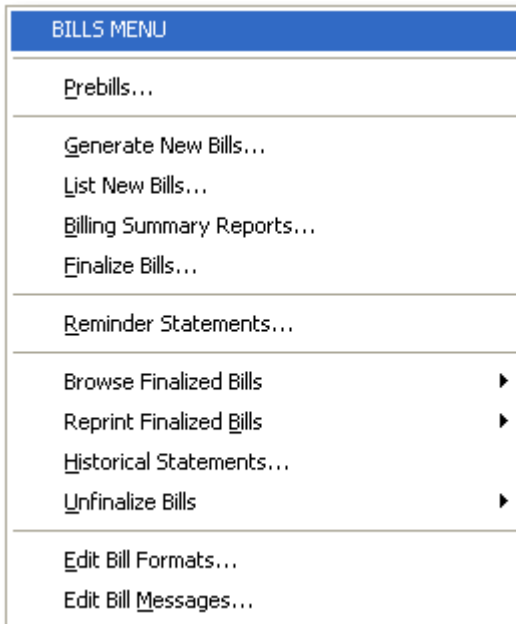 BILLS MENU
Prebills...
Generate New Bills...
List New Bills...
Billing Summary Reports...
Finalize Bills...
Reminder Statements...
Browse Finalized Bills
Reprint Finalized Bills
Historical Statements...
Unfinalize Bills
Edit Bill Formats...
Edit Bill Messages...